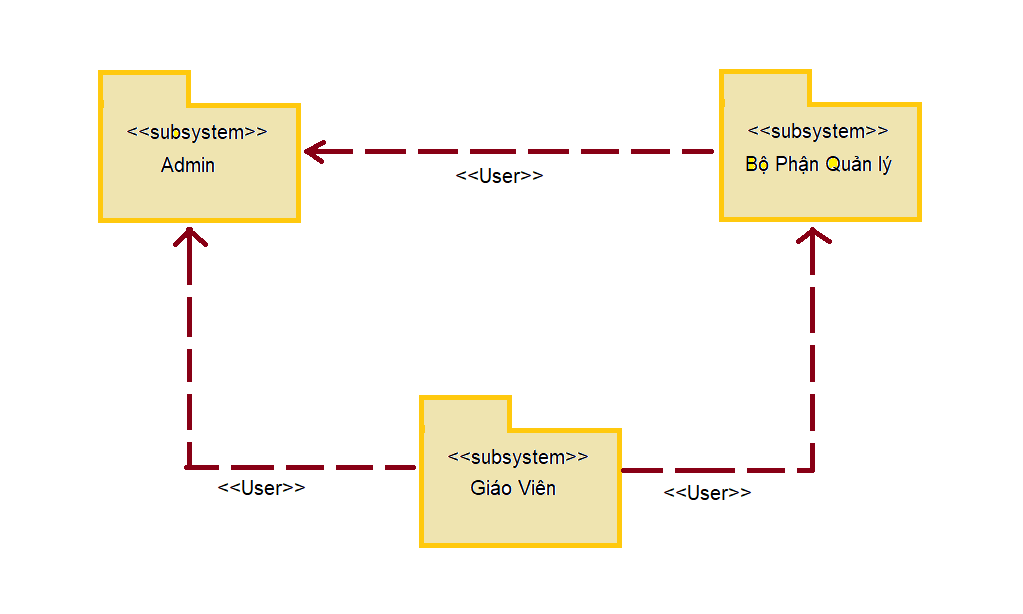 <<subsystem>>
Admin
<<subsystem>>
Bộ Phận Quản lý
<<User>>
<<subsystem>>
Giáo Viên
<<User>>
<<User>>